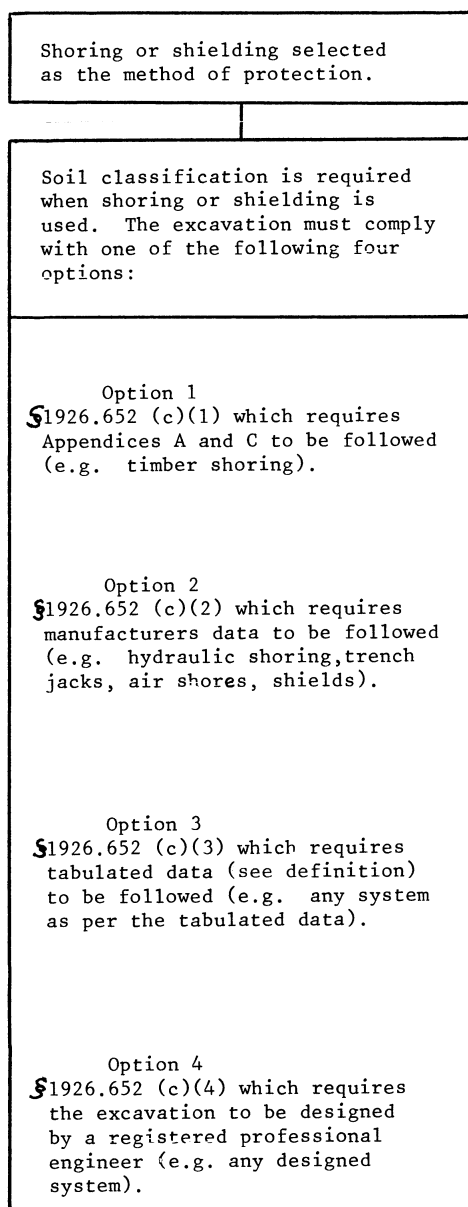 Shoring or shielding selected
as the method of protection.
Soil classification is required
when shoring or shielding is
used. The excavation must comply
with one of the following four
options:
Option 1
§1926.652 (c)(1) which requires
Appendices A and C to be followed
(e.g. timber shoring).
Option 2
§1926.652 (c)(2) which requires
manufacturers data to be followed
(e.g. hydraulic shoring,trench
jacks, air shores, shields).
Option 3
§1926.652 (c)(3) which requires
tabulated data (see definition)
to be followed (e.g. any system
as per the tabulated data).
Option 4
§1926.652 (c)(4) which requires
the excavation to be designed
by a registered professional
engineer (e.g. any designed
system).